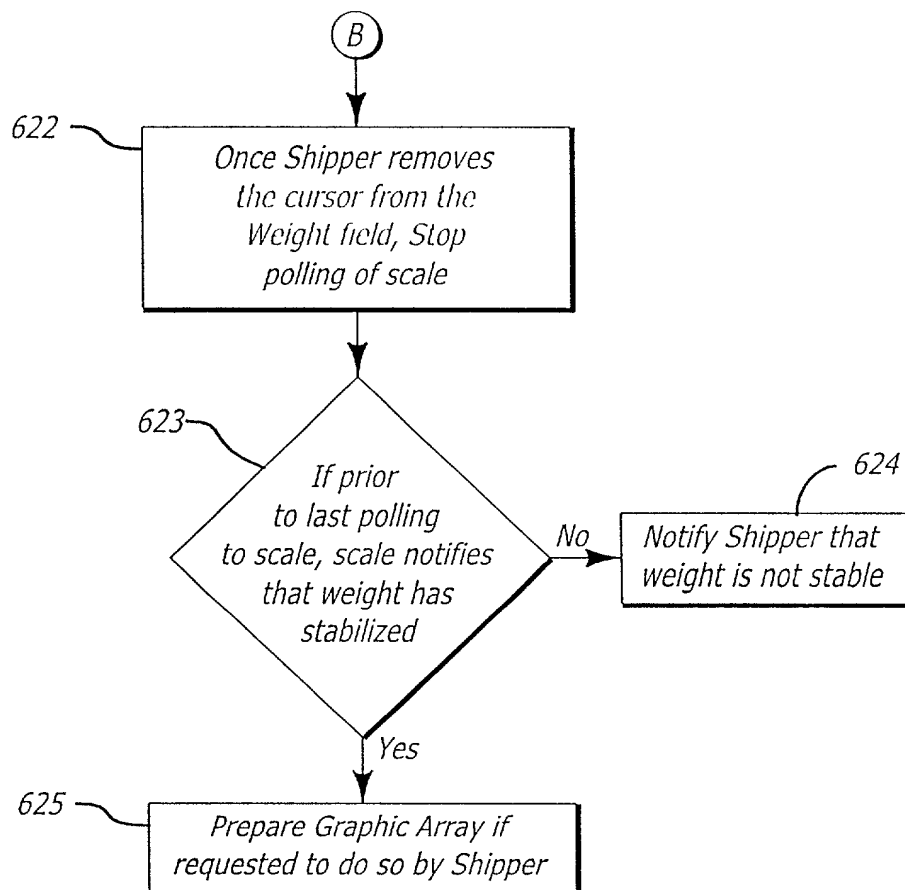 B
622
Once Shipper removes
the cursor from the
Weight field, Stop
polling of scale
623
If prior
to last polling
to scale, scale notifies
that weight has
stabilized
No
624
Notify Shipper that
weight is not stable
Yes
625
Prepare Graphic Array if
requested to do so by Shipper